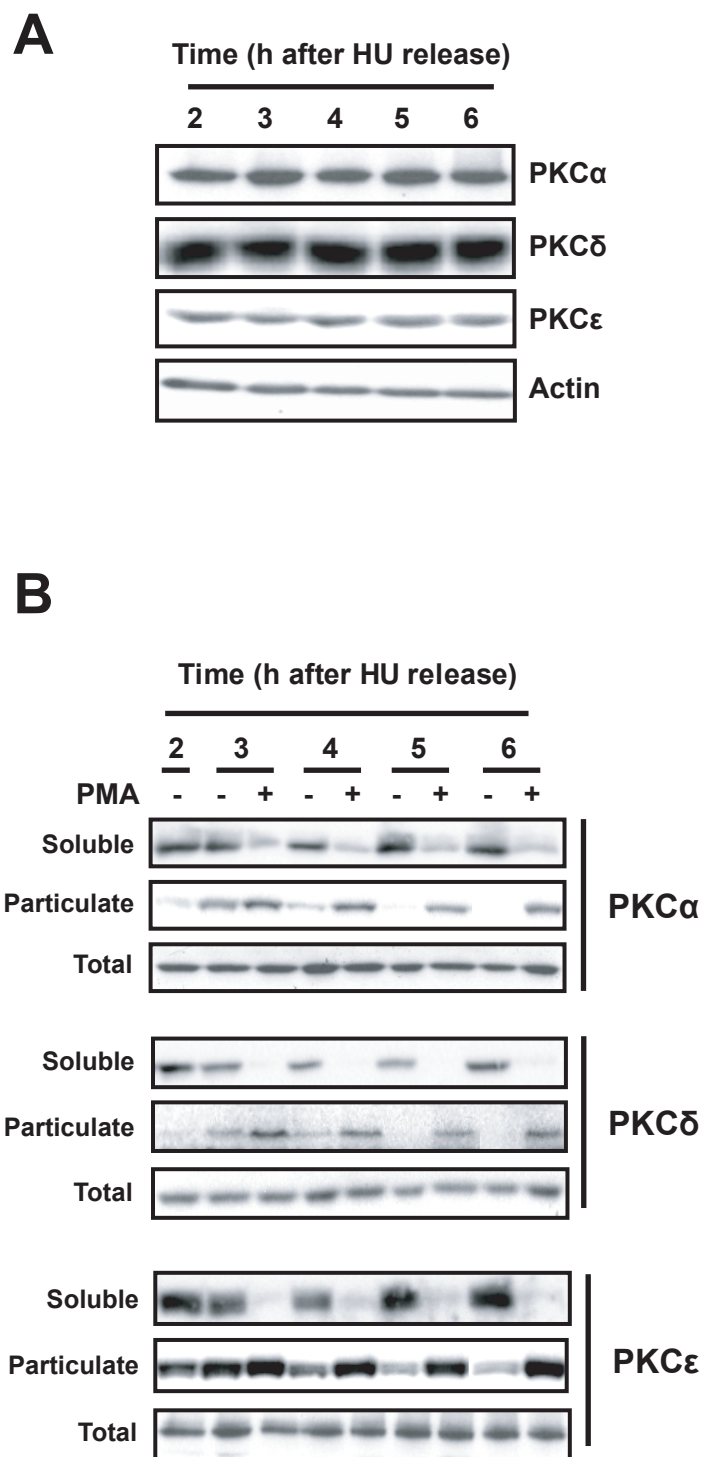 A
Time (h after HU release)
2 3 4 5 6
PKCα
PKCδ
PKCε
Actin
B
Time (h after HU release)
2 3 4 5 6
PMA - - + - + - + - +
Soluble
Particulate
Total
PKCα
Soluble
Particulate
Total
PKCδ
Soluble
Particulate
Total
PKCε